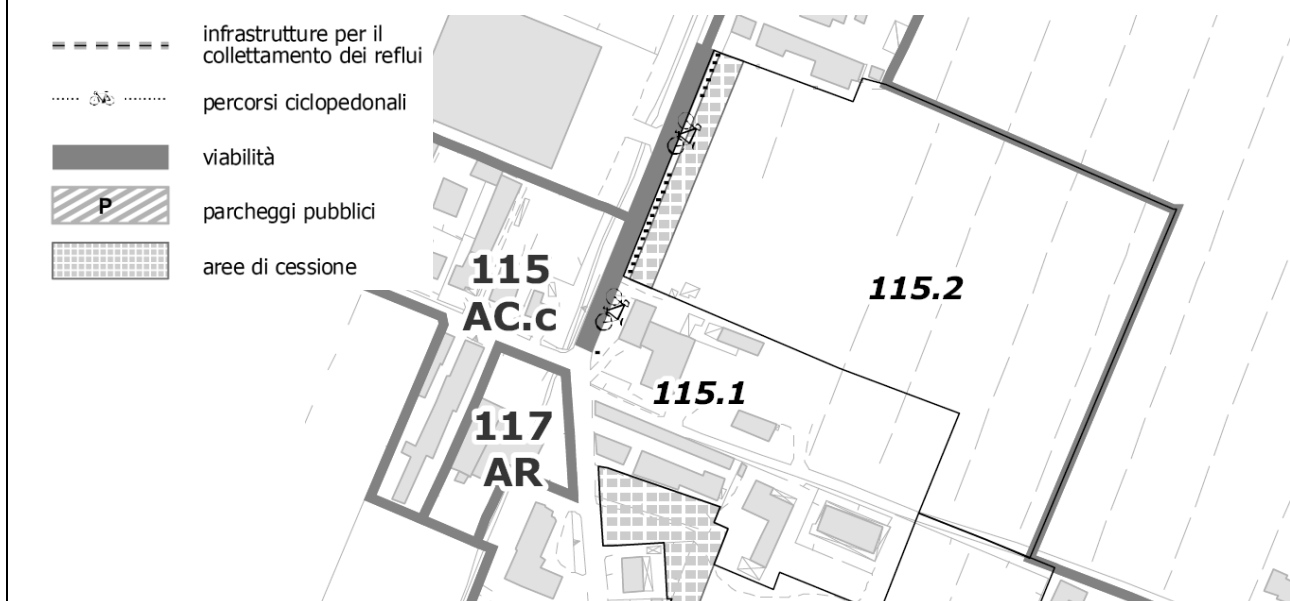 infrastrutture per il
collettamento dei reflui
percorsi ciclopedonali
viabilità
P
parcheggi pubblici
aree di cessione
115
AC.c
115.2
115.1
117
AR